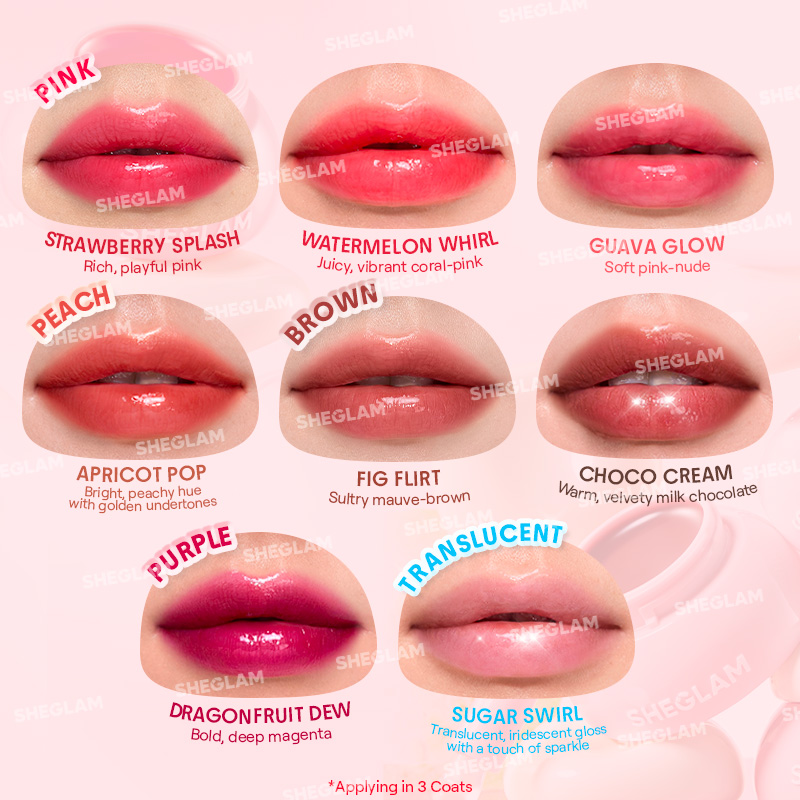 PINK
STRAWBERRY SPLASH
Rich, playful pink
WATERMELON WHIRL
Juicy, vibrant coral-pink
GUAVA GLOW
Soft pink-nude
PEACH
APRICOT POP
Bright, peachy hue
with golden undertones
BROWN
FIG FLIRT
Sultry mauve-brown
CHOCO CREAM
Warm, velvety milk chocolate
PURPLE
DRAGONFRUIT DEW
Bold, deep magenta
TRANSLUCENT
SUGAR SWIRL
Translucent, iridescent gloss
with a touch of sparkle
*Applying in 3 Coats
SHEGLAM